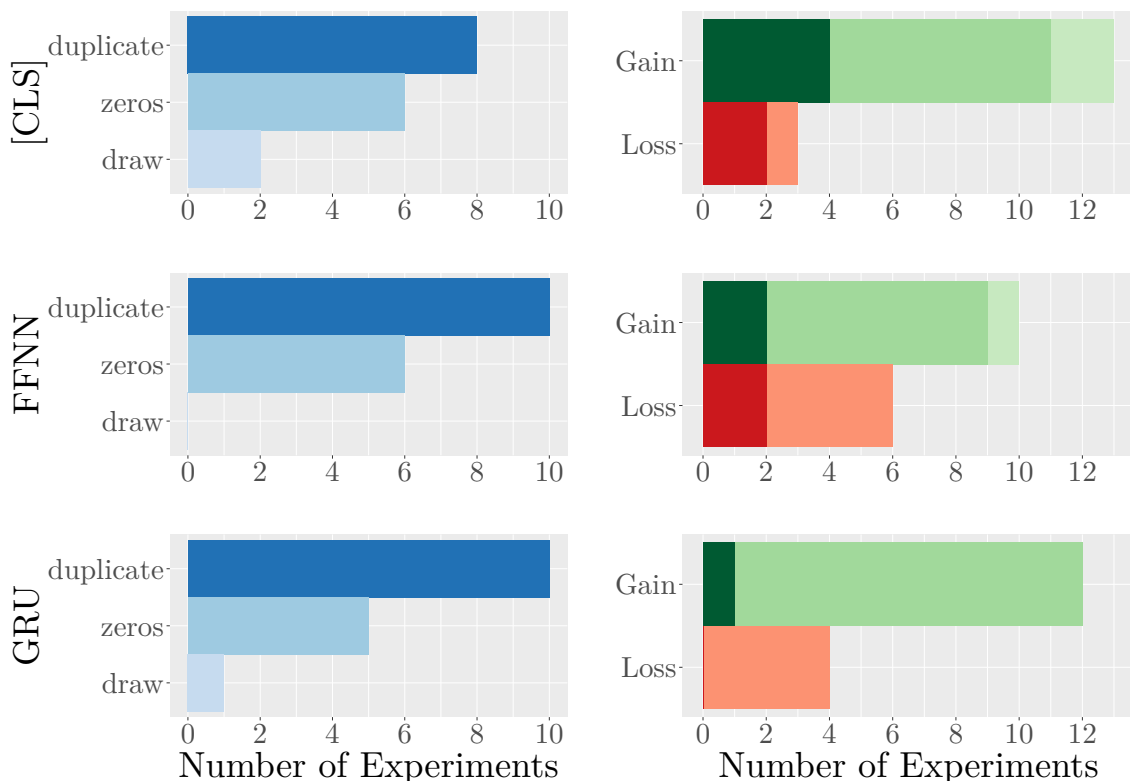 [CLS]
duplicate
zeros
draw
0 2 4 6 8 10
Gain
Loss
0 2 4 6 8 10 12
FFNN
duplicate
zeros
draw
0 2 4 6 8 10
Gain
Loss
0 2 4 6 8 10 12
GRU
duplicate
zeros
draw
0 2 4 6 8 10
Number of Experiments
Gain
Loss
0 2 4 6 8 10 12
Number of Experiments